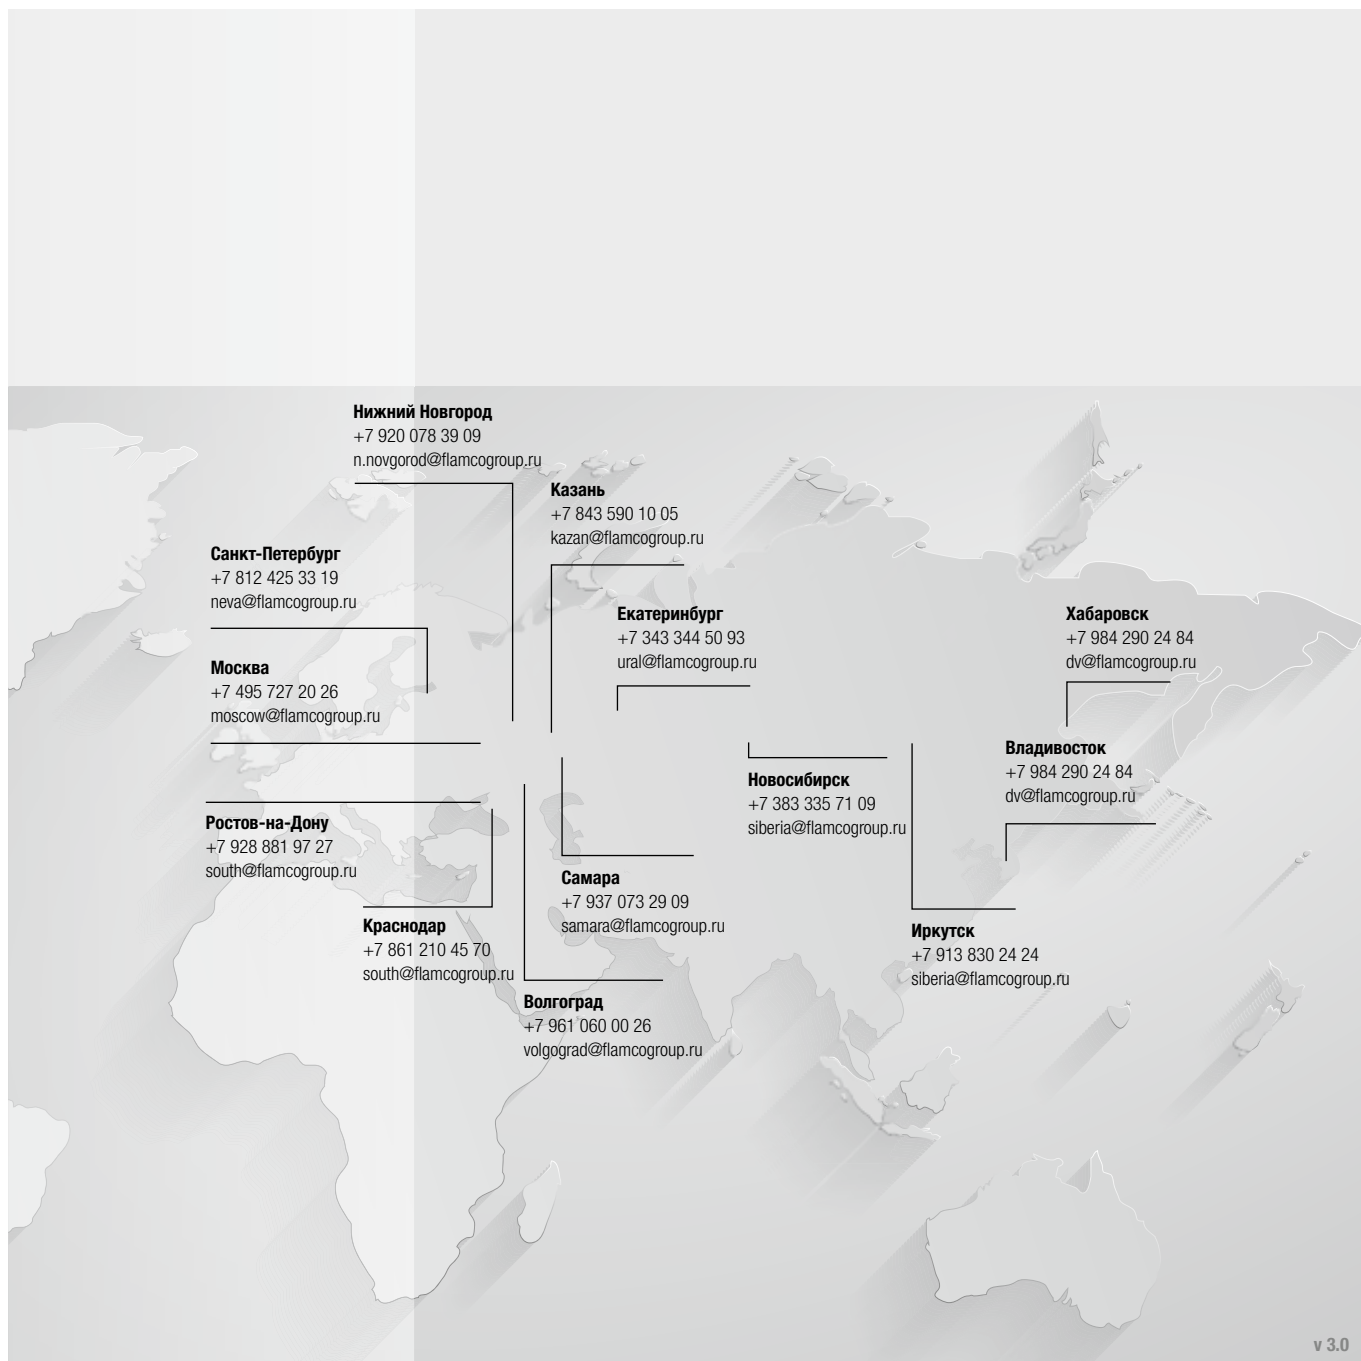 Нижний Новгород
+7 920 078 39 09
n.novgorod@flamcogroup.ru
Казань
+7 843 590 10 05
kazan@flamcogroup.ru
Санкт-Петербург
+7 812 425 33 19
neva@flamcogroup.ru
Екатеринбург
+7 343 344 50 93
ural@flamcogroup.ru
Хабаровск
+7 984 290 24 84
dv@flamcogroup.ru
Москва
+7 495 727 20 26
moscow@flamcogroup.ru
Владивосток
+7 984 290 24 84
dv@flamcogroup.ru
Новосибирск
+7 383 335 71 09
siberia@flamcogroup.ru
Ростов-на-Дону
+7 928 881 97 27
south@flamcogroup.ru
Самара
+7 937 073 29 09
samara@flamcogroup.ru
Краснодар
+7 861 210 45 70
south@flamcogroup.ru
Иркутск
+7 913 830 24 24
siberia@flamcogroup.ru
Волгоград
+7 961 060 00 26
volgograd@flamcogroup.ru
v 3.0